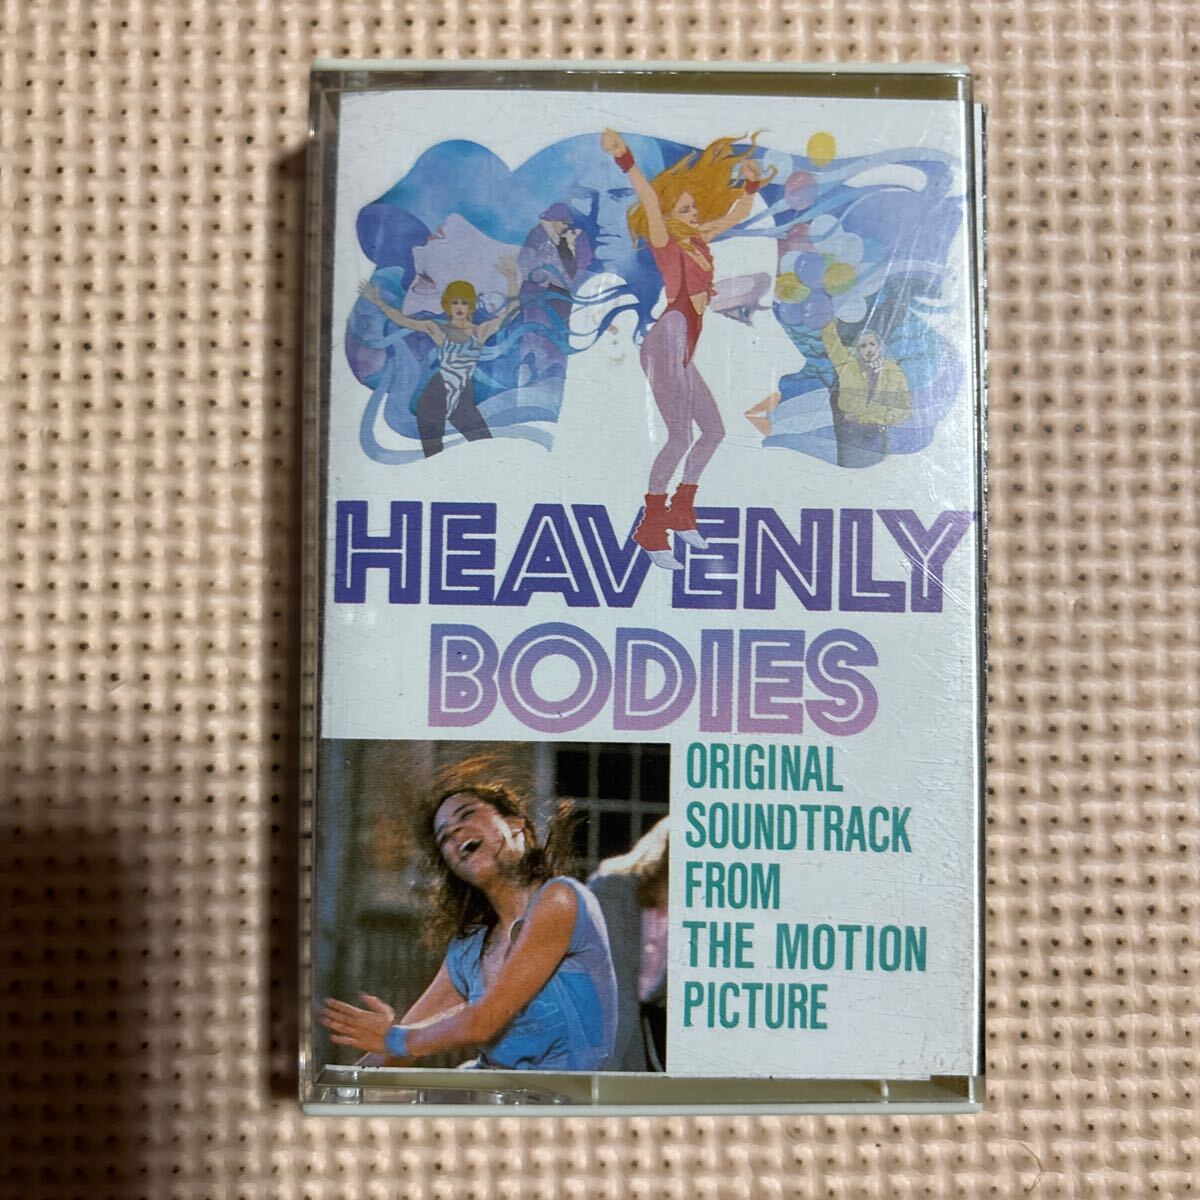 HEAVENLY
BODIES
ORIGINAL
SOUNDTRACK
FROM
THE MOTION
PICTURE